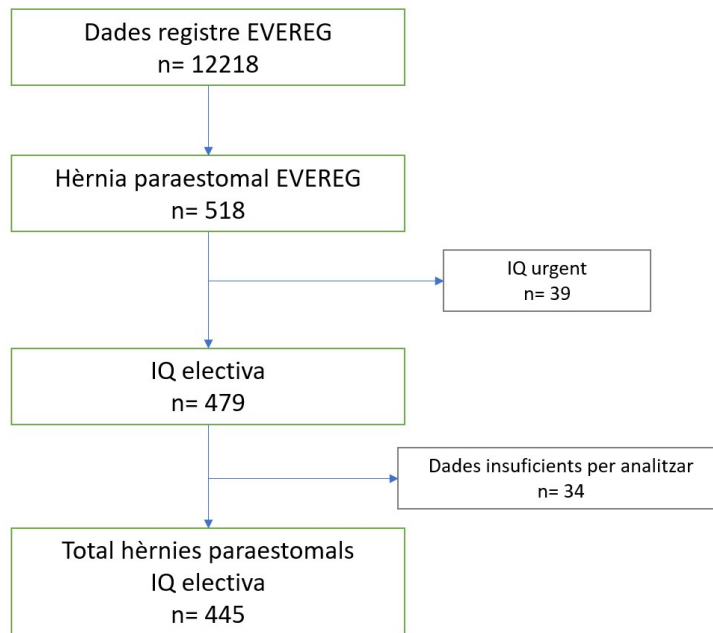 Dades registre EVEREG
n= 12218
Hèrnia paraestomal EVEREG
n= 518
IQ urgent
n= 39
IQ electiva
n= 479
Dades insuficients per analitzar
n= 34
Total hèrnies paraestomals
IQ electiva
n= 445